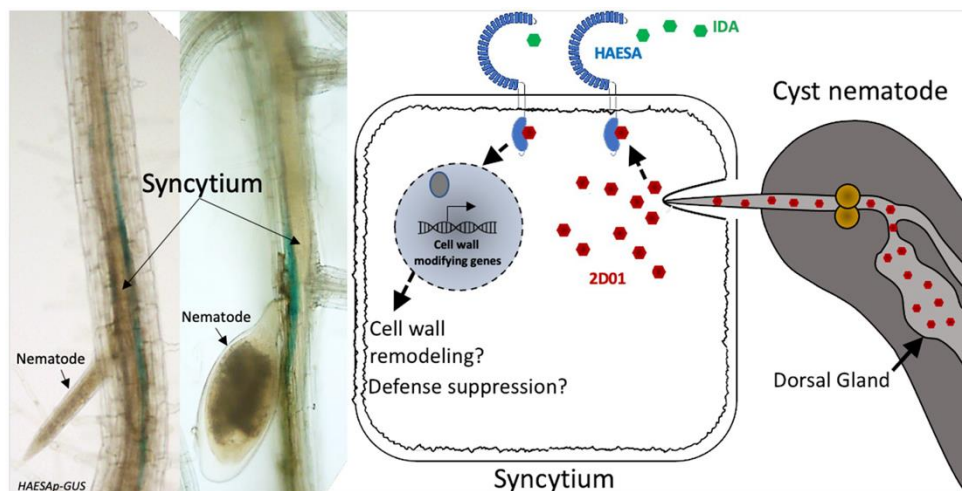 Syncytium
Nematode
Nematode
HAESAp-GUS
IDA
HAESA
Cell wall
modifying genes
2D01
Cell wall
remodeling?
Defense suppression?
Syncytium
Cyst nematode
Dorsal Gland